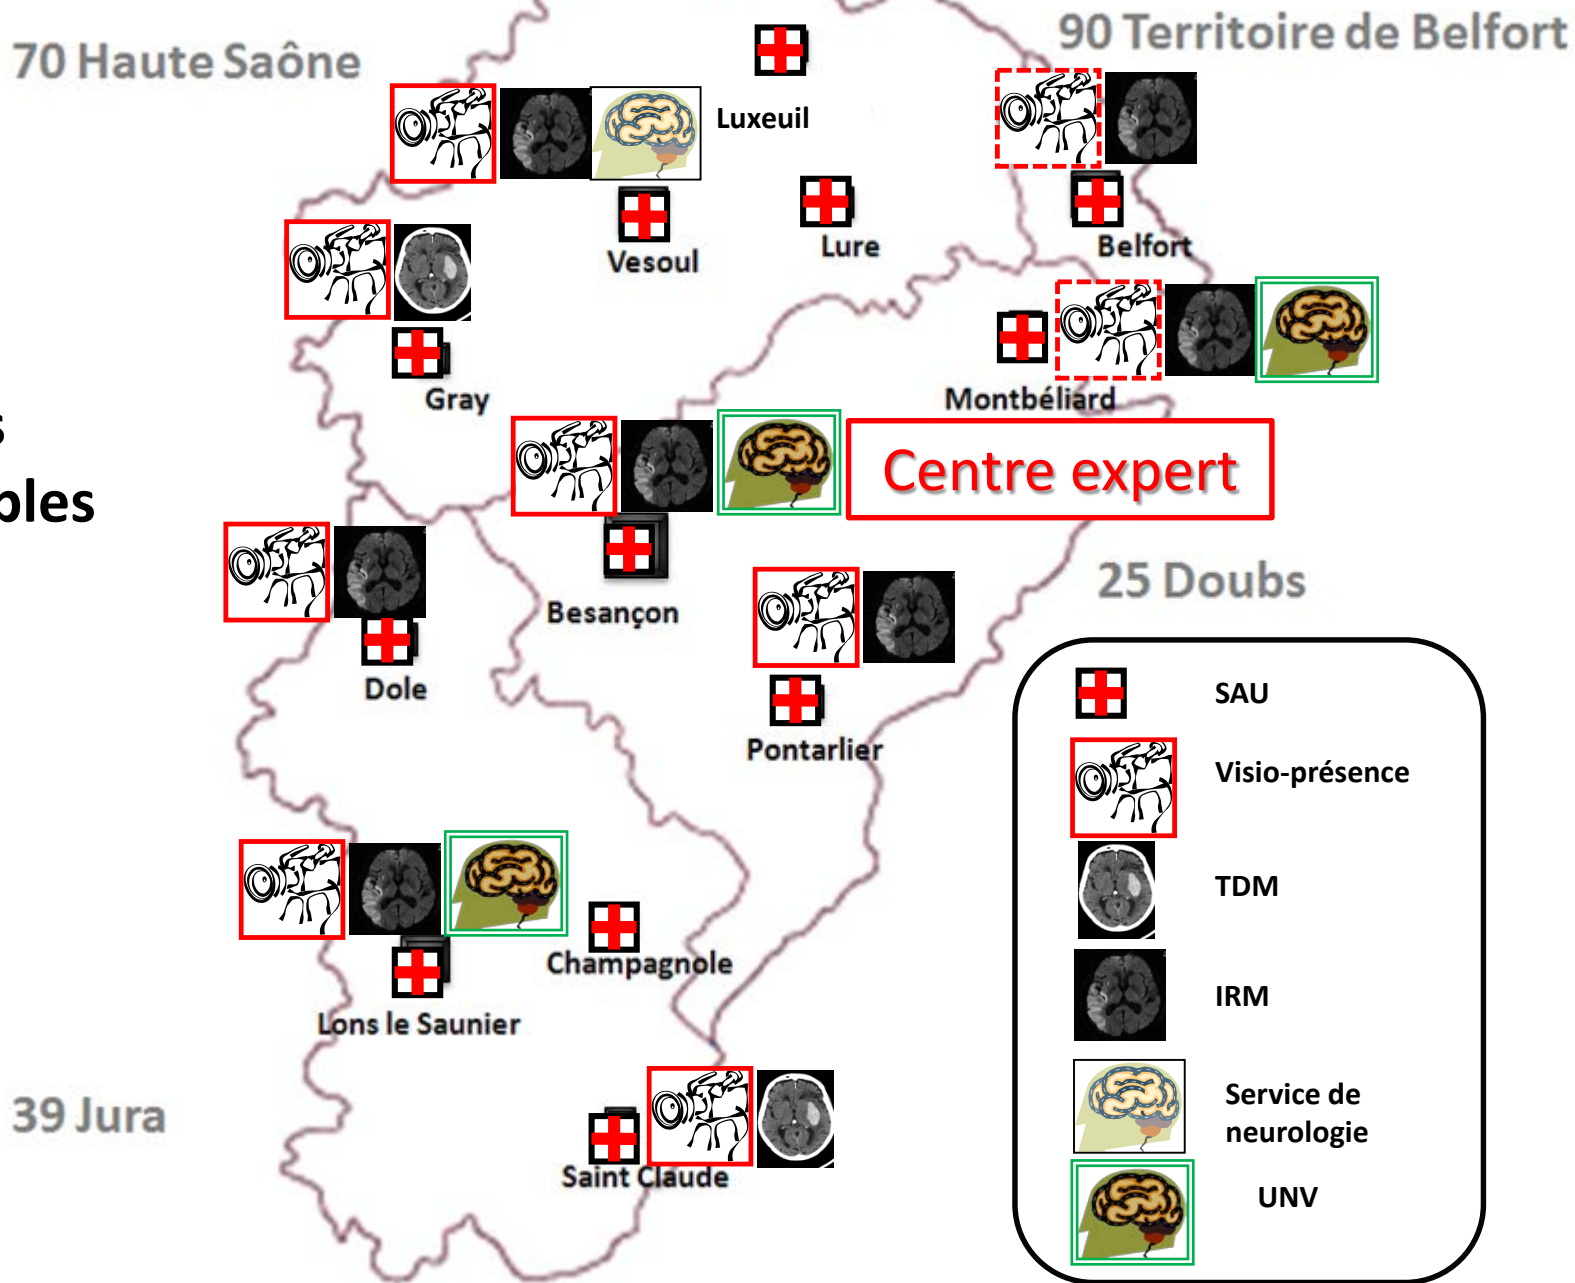 70 Haute Saône
90 Territoire de Belfort
Luxeuil
Vesoul
Lure
Belfort
Gray
Montbéliard
Centre expert
Besançon
25 Doubs
Dole
Pontarlier
SAU
Visio-présence
TDM
IRM
Service de
neurologie
UNV
Champagnole
Lons le Saunier
39 Jura
Saint Claude